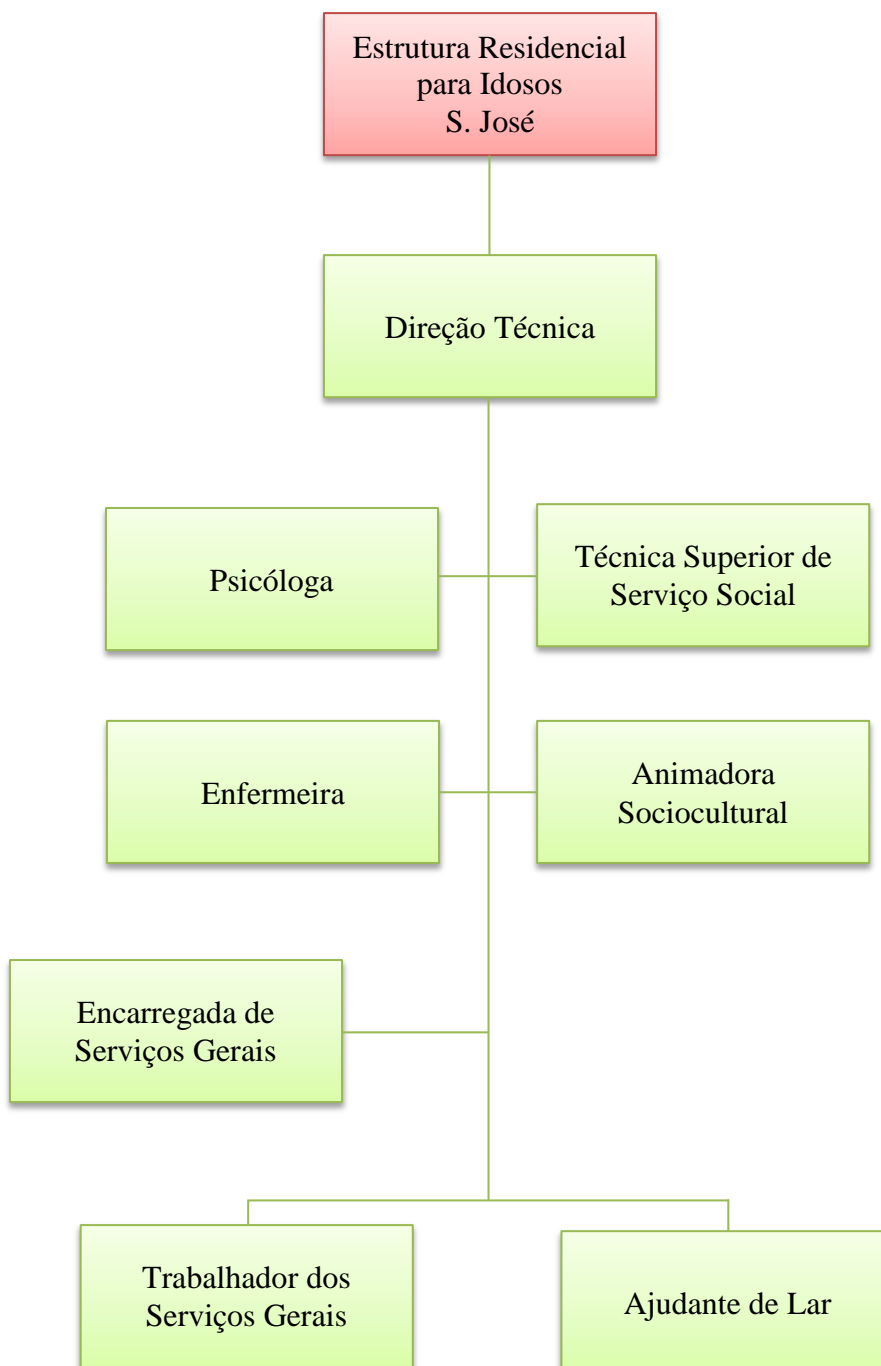 Estrutura Residencial
para Idosos
S. José
Direção Técnica
Psicóloga
Técnica Superior de
Serviço Social
Enfermeira
Animadora
Sociocultural
Encarregada de
Serviços Gerais
Trabalhador dos
Serviços Gerais
Ajudante de Lar